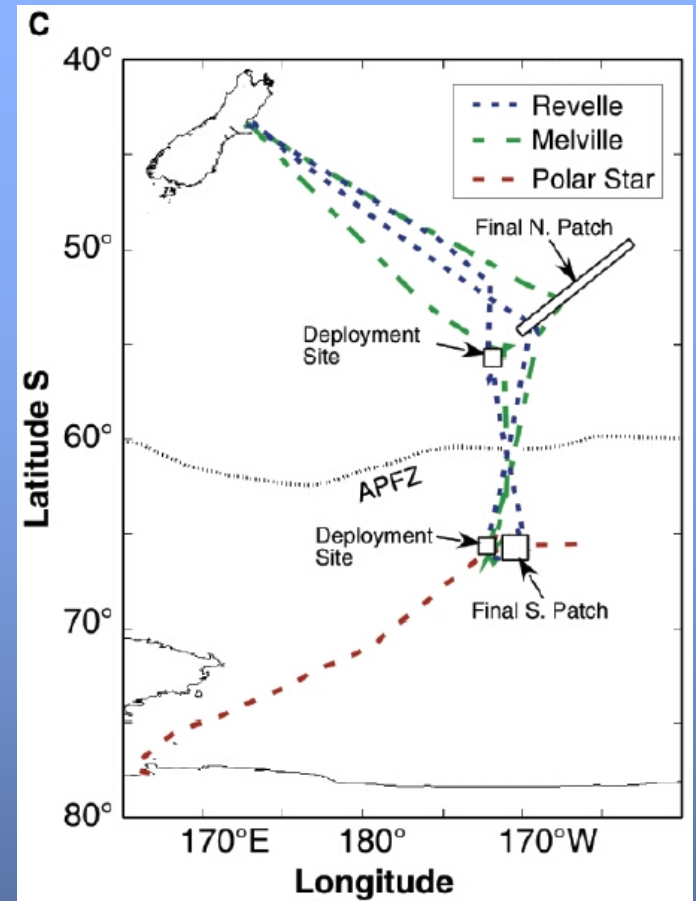 C
40°
Revelle
Melville
Polar Star
Final N. Patch
50°
Deployment
Site
Latitude S
60°
APFZ
Deployment
Site
Final S. Patch
70°
80°
170°E 180° 170°W
Longitude